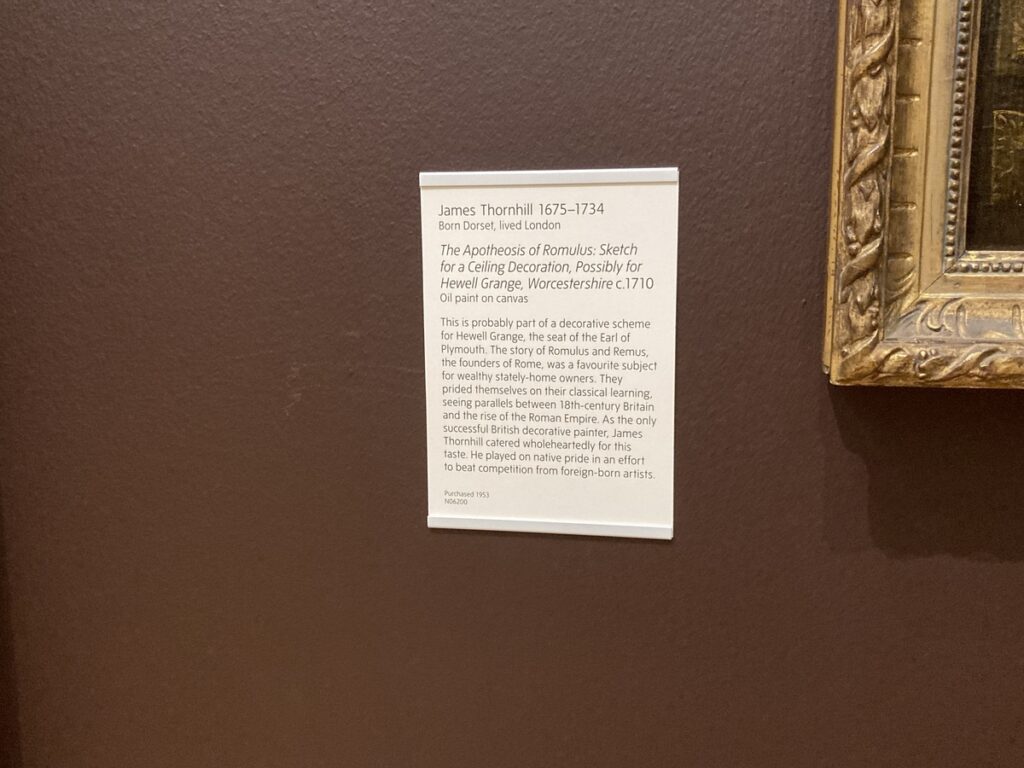 James Thornhill 1675–1734
Born Dorset, lived London
The Apotheosis of Romulus: Sketch
for a Ceiling Decoration, Possibly for
Hewell Grange, Worcestershire c.1710
Oil paint on canvas
This is probably part of a decorative scheme
for Hewell Grange, the seat of the Earl of
Plymouth. The story of Romulus and Remus,
the founders of Rome, was a favourite subject
for wealthy stately-home owners. They
prided themselves on their classical learning,
seeing parallels between 18th-century Britain
and the rise of the Roman Empire. As the only
successful British decorative painter, James
Thornhill catered wholeheartedly for this
taste. He played on native pride in an effort
to beat competition from foreign-born artists.
Purchased 1953
N06200